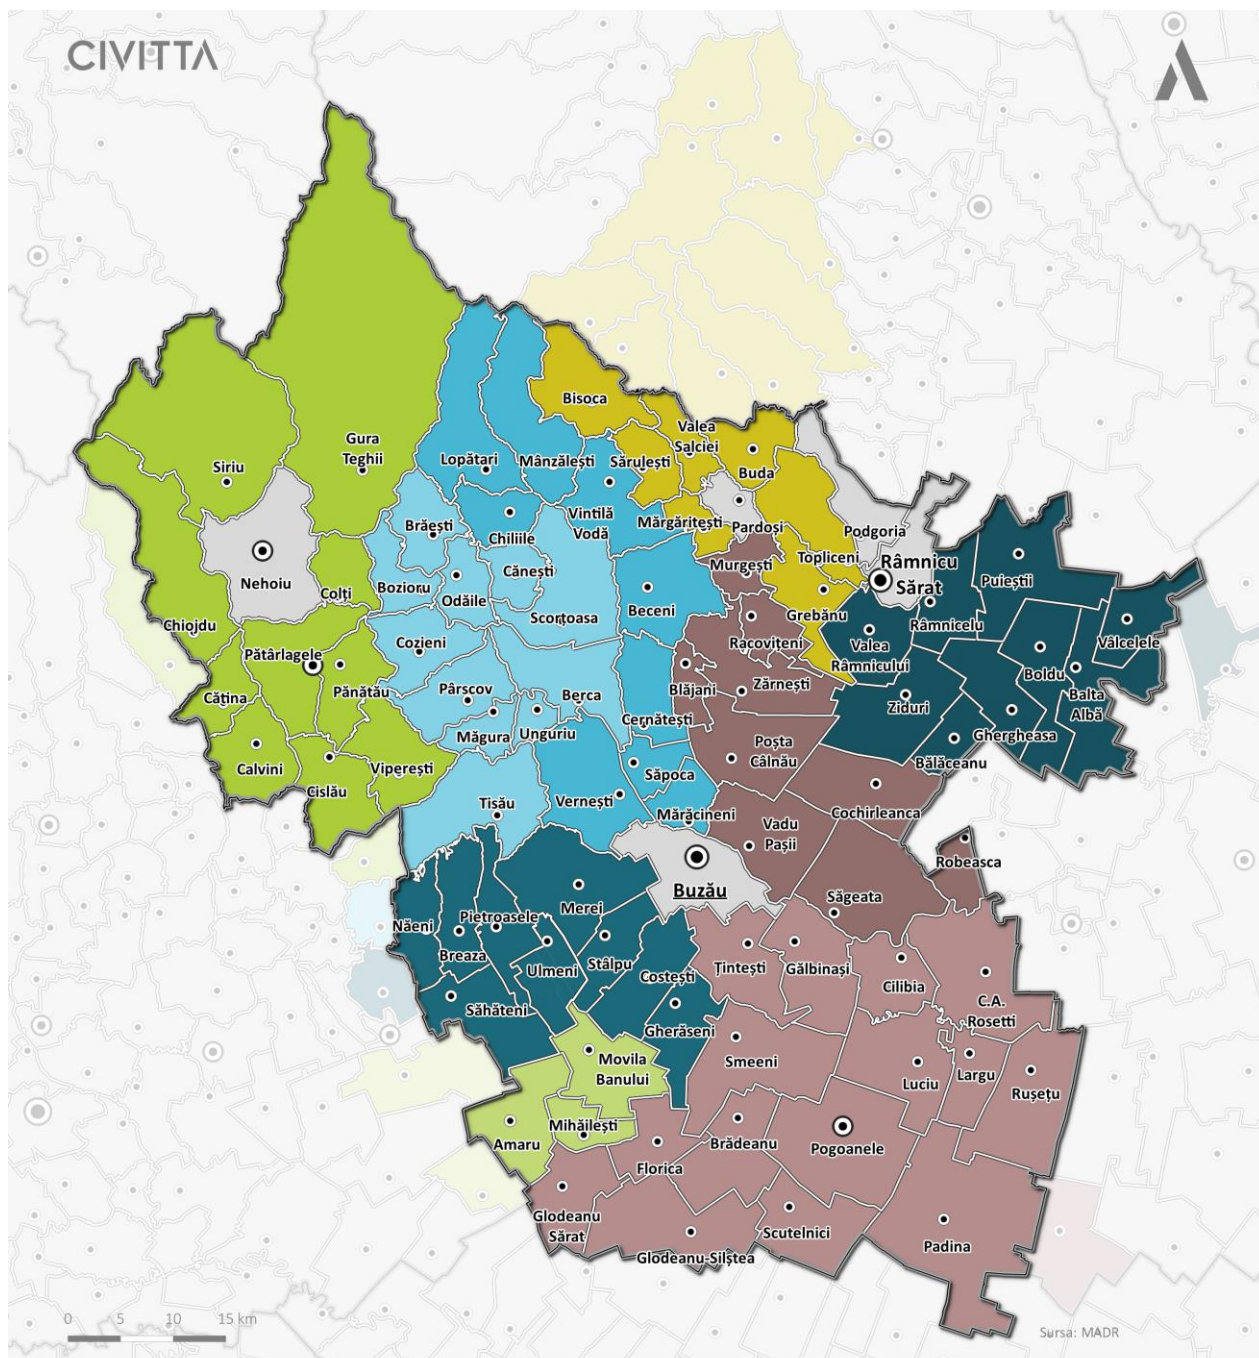 CIVITTA
Bisoca
Valea
Salciei
Gura
Teghii
Siriu
Lopătari
Mânzălești
Sărulești
Buda
Brăești
Chiliile
Vintilă
Vodă
Mărgăritești
Pardoși
Podgoria
Topliceni
Râmnicu
Sărat
Puieștii
Nehoiu
Colți
Bozioru
Odăile
Cănești
Murgești
Beceni
Scorțoasa
Grebănu
Râmnicelu
Chiojdu
Cozieni
Racovițeni
Valea
Râmnicului
Vâlcelele
Pătârlagele
Pănătău
Pârscov
Berca
Blăjani
Zărnești
Boldu
Balta
Albă
Cătina
Măgura
Unguriu
Cernătești
Ziduri
Ghergheasa
Calvini
Viperești
Poșta
Câlnău
Bălăceanu
Cislău
Tisău
Vernești
Săpoca
Mărăcineni
Vadu
Pașii
Cochirleanca
Robeasca
Buzău
Săgeata
Năeni
Pietroasele
Merei
Breaza
Ulmeni
Stâlpu
Costești
Țintești
Gălbinași
Cilibia
C.A.
Rosetti
Săhăteni
Gherăseni
Movila
Banului
Smeeni
Luciu
Largu
Rușețu
Amaru
Mihăilești
Florica
Brădeanu
Pogoanele
Glodeanu
Sărat
Glodeanu-Siliștea
Scutelnici
Padina
0 5 10 15 km
Sursa: MADR